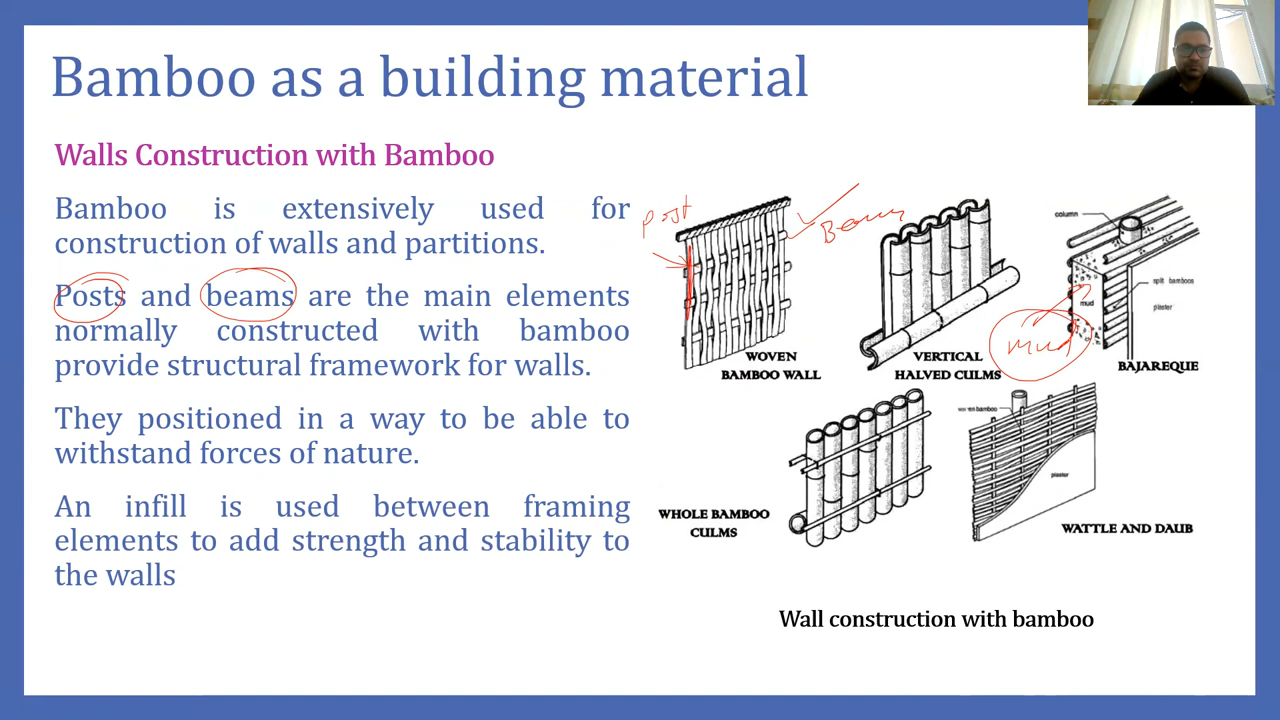 Bamboo as a building material
Walls Construction with Bamboo
Bamboo is extensively used for
construction of walls and partitions.
Posts and beams are the main elements
normally constructed with bamboo
provide structural framework for walls.
They positioned in a way to be able to
withstand forces of nature.
An infill is used between framing
elements to add strength and stability to
the walls
Post
Beam
WOVEN
BAMBOO WALL
VERTICAL
HALVED CULMS
column
split bamboos
mud
plaster
Mud
BAJAREQUE
WHOLE BAMBOO
CULMS
woven bamboo
plaster
WATTLE AND DAUB
Wall construction with bamboo